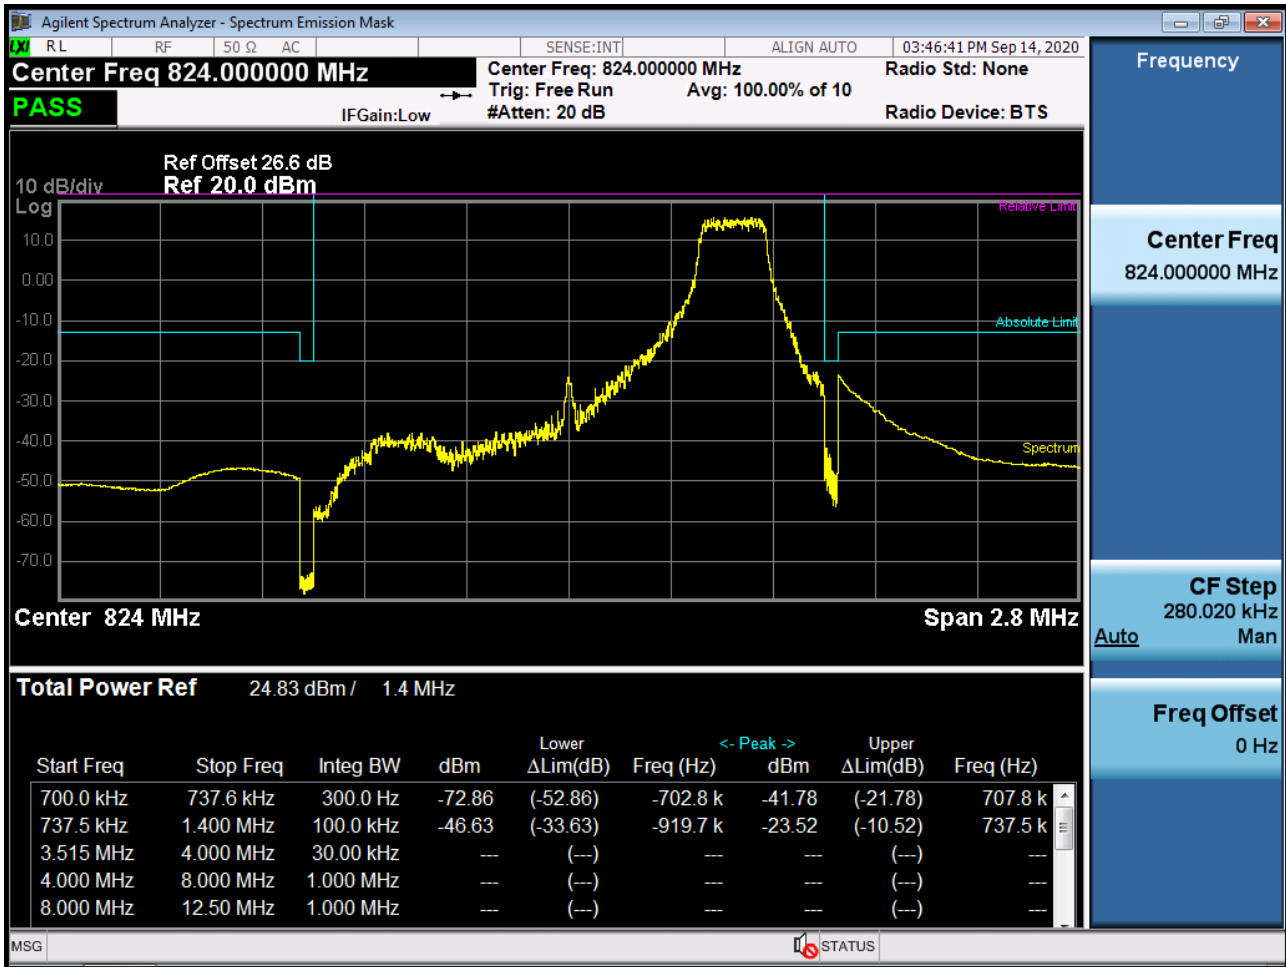 Agilent Spectrum Analyzer - Spectrum Emission Mask
LXI RL RF 50 Ω AC SENSE:INT ALIGN AUTO 03:46:41 PM Sep 14, 2020
Center Freq 824.000000 MHz
Center Freq: 824.000000 MHz Radio Std: None
Trig: Free Run Avg: 100.00% of 10
PASS
IFGain:Low #Atten: 20 dB Radio Device: BTS
Ref Offset 26.6 dB
10 dB/div Ref 20.0 dBm
Log
Relative Limit
10.0
0.00
-10.0
Absolute Limit
-20.0
-30.0
-40.0
Spectrum
-50.0
-60.0
-70.0
Center 824 MHz Span 2.8 MHz
Total Power Ref 24.83 dBm / 1.4 MHz
Lower <- Peak -> Upper
Start Freq Stop Freq Integ BW dBm ΔLim(dB) Freq (Hz) dBm ΔLim(dB) Freq (Hz)
700.0 kHz 737.6 kHz 300.0 Hz -72.86 (-52.86) -702.8 k -41.78 (-21.78) 707.8 k
737.5 kHz 1.400 MHz 100.0 kHz -46.63 (-33.63) -919.7 k -23.52 (-10.52) 737.5 k
3.515 MHz 4.000 MHz 30.00 kHz --- (---) --- --- (---) ---
4.000 MHz 8.000 MHz 1.000 MHz --- (---) --- --- (---) ---
8.000 MHz 12.50 MHz 1.000 MHz --- (---) --- --- (---) ---
MSG STATUS
Frequency
Center Freq
824.000000 MHz
CF Step
280.020 kHz
Auto Man
Freq Offset
0 Hz